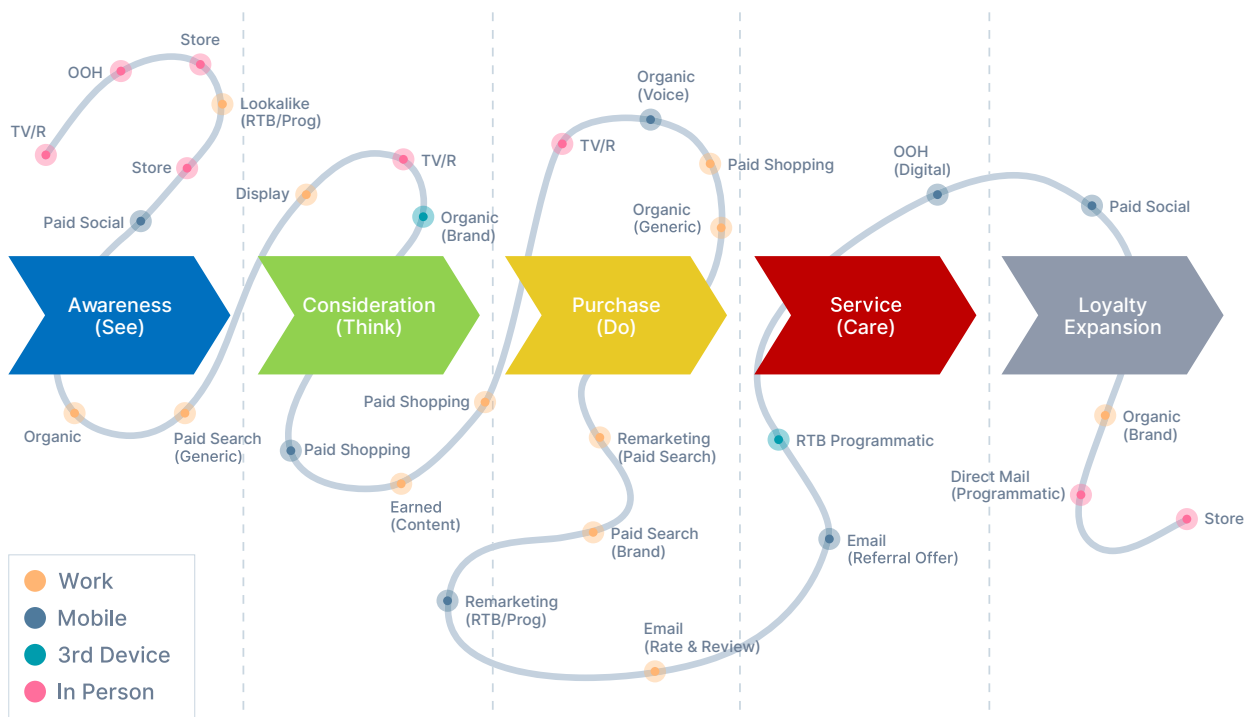 Store
OOH
Lookalike
(RTB/Prog)
TV/R
Store
Paid Social
Awareness
(See)
Organic
Paid Search
(Generic)
Display
TV/R
Organic
(Brand)
Consideration
(Think)
Paid Shopping
Paid Shopping
Earned
(Content)
Organic
(Voice)
TV/R
Paid Shopping
Organic
(Generic)
Purchase
(Do)
Remarketing
(Paid Search)
Paid Search
(Brand)
Remarketing
(RTB/Prog)
Email
(Rate & Review)
OOH
(Digital)
Service
(Care)
RTB Programmatic
Email
(Referral Offer)
Paid Social
Loyalty
Expansion
Organic
(Brand)
Direct Mail
(Programmatic)
Store
Work
Mobile
3rd Device
In Person